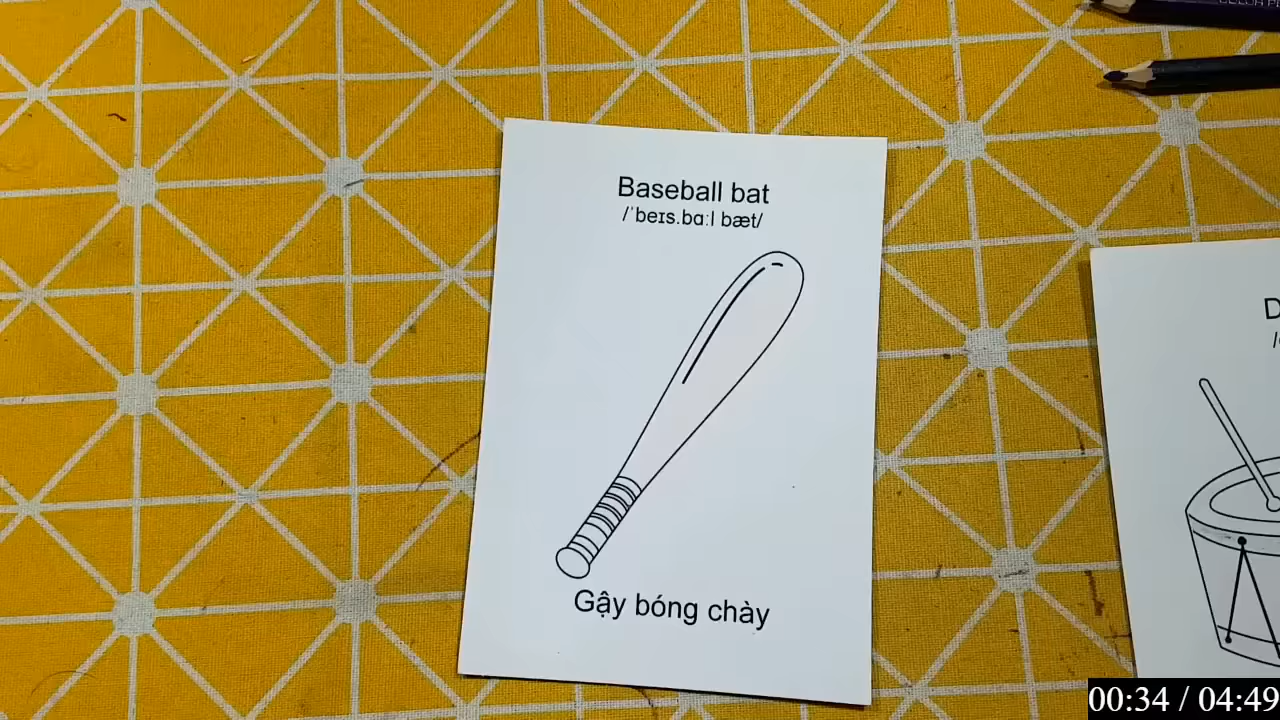 Baseball bat
/ˈbeɪs.bɑːl bæt/
Gậy bóng chày
D
00:34 / 04:49